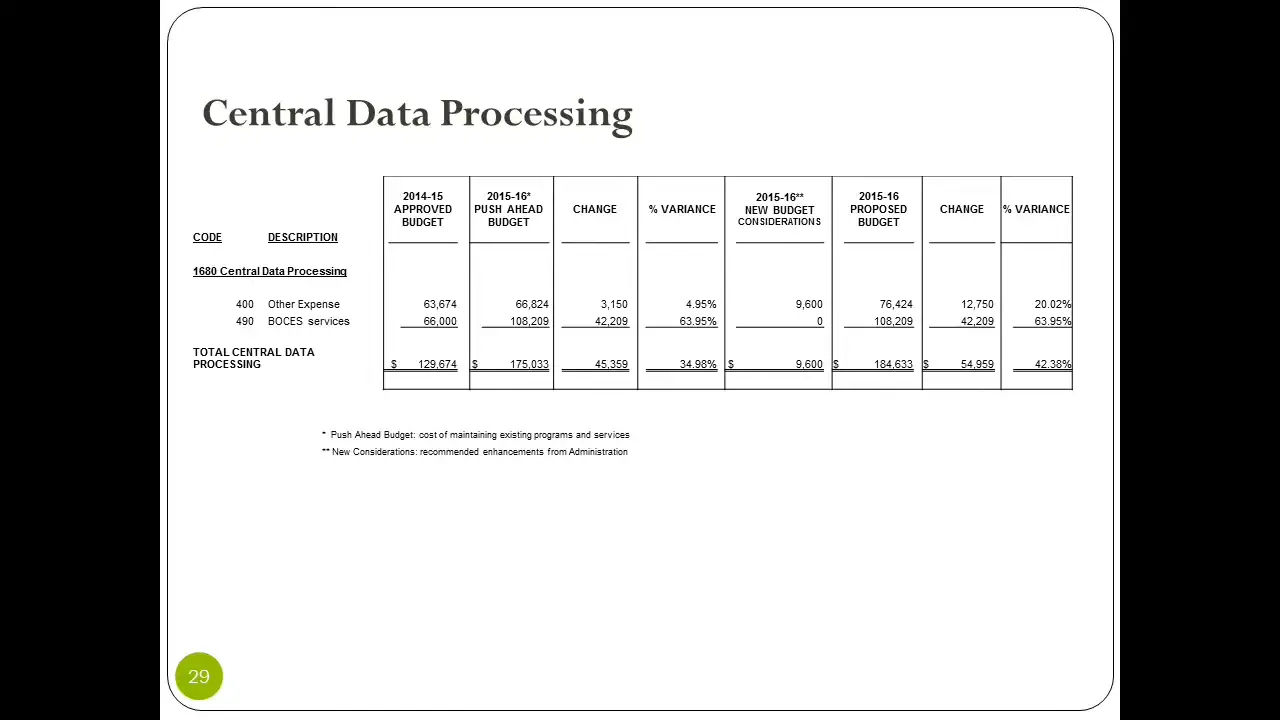 Central Data Processing
2014-15 APPROVED BUDGET 2015-16* PUSH AHEAD BUDGET CHANGE % VARIANCE 2015-16** NEW BUDGET CONSIDERATIONS 2015-16 PROPOSED BUDGET CHANGE % VARIANCE
CODE DESCRIPTION
1680 Central Data Processing
400 Other Expense 63,674 66,824 3,150 4.95% 9,600 76,424 12,750 20.02%
490 BOCES services 66,000 108,209 42,209 63.95% 0 108,209 42,209 63.95%
TOTAL CENTRAL DATA
PROCESSING $ 129,674 $ 175,033 45,359 34.98% $ 9,600 $ 184,633 $ 54,959 42.38%
* Push Ahead Budget: cost of maintaining existing programs and services
** New Considerations: recommended enhancements from Administration
29